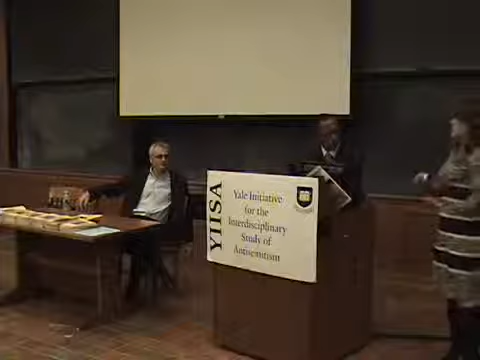 YIISA
Yale Initiative
for the
Interdisciplinary
Study of
Antisemitism